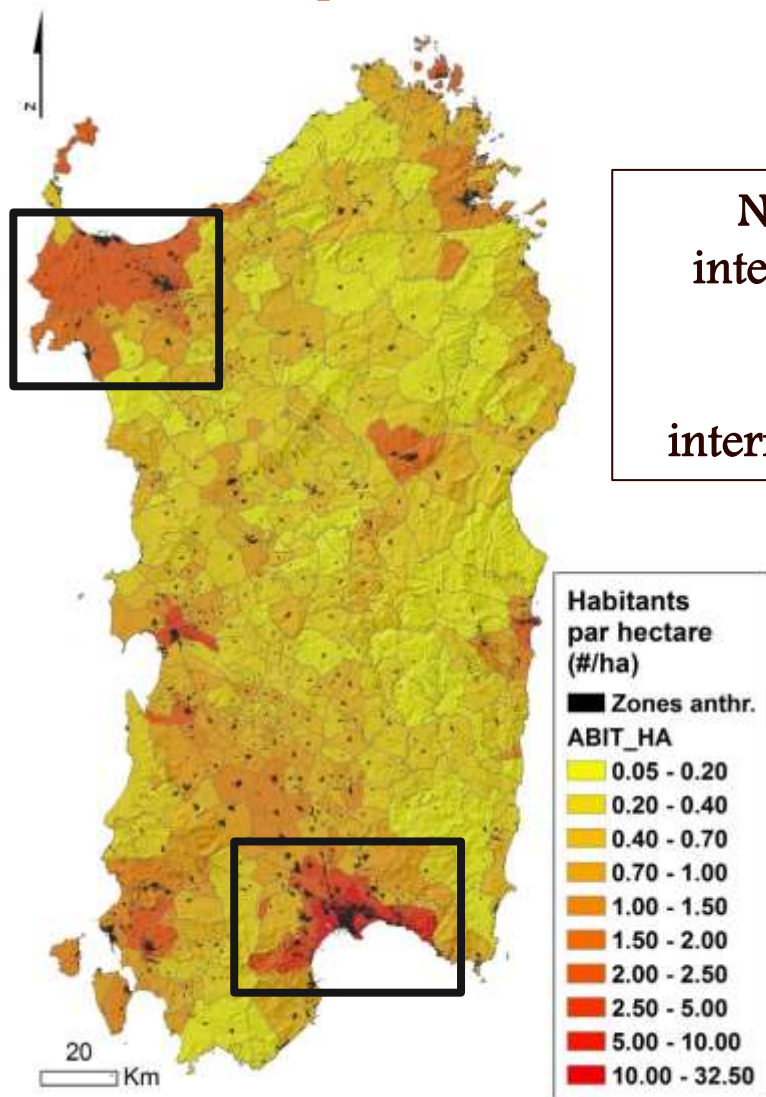 N
Habitants
par hectare
(#/ha)
Zones anthr.
ABIT_HA
0.05 - 0.20
0.20 - 0.40
0.40 - 0.70
0.70 - 1.00
1.00 - 1.50
1.50 - 2.00
2.00 - 2.50
2.50 - 5.00
5.00 - 10.00
10.00 - 32.50
20
Km